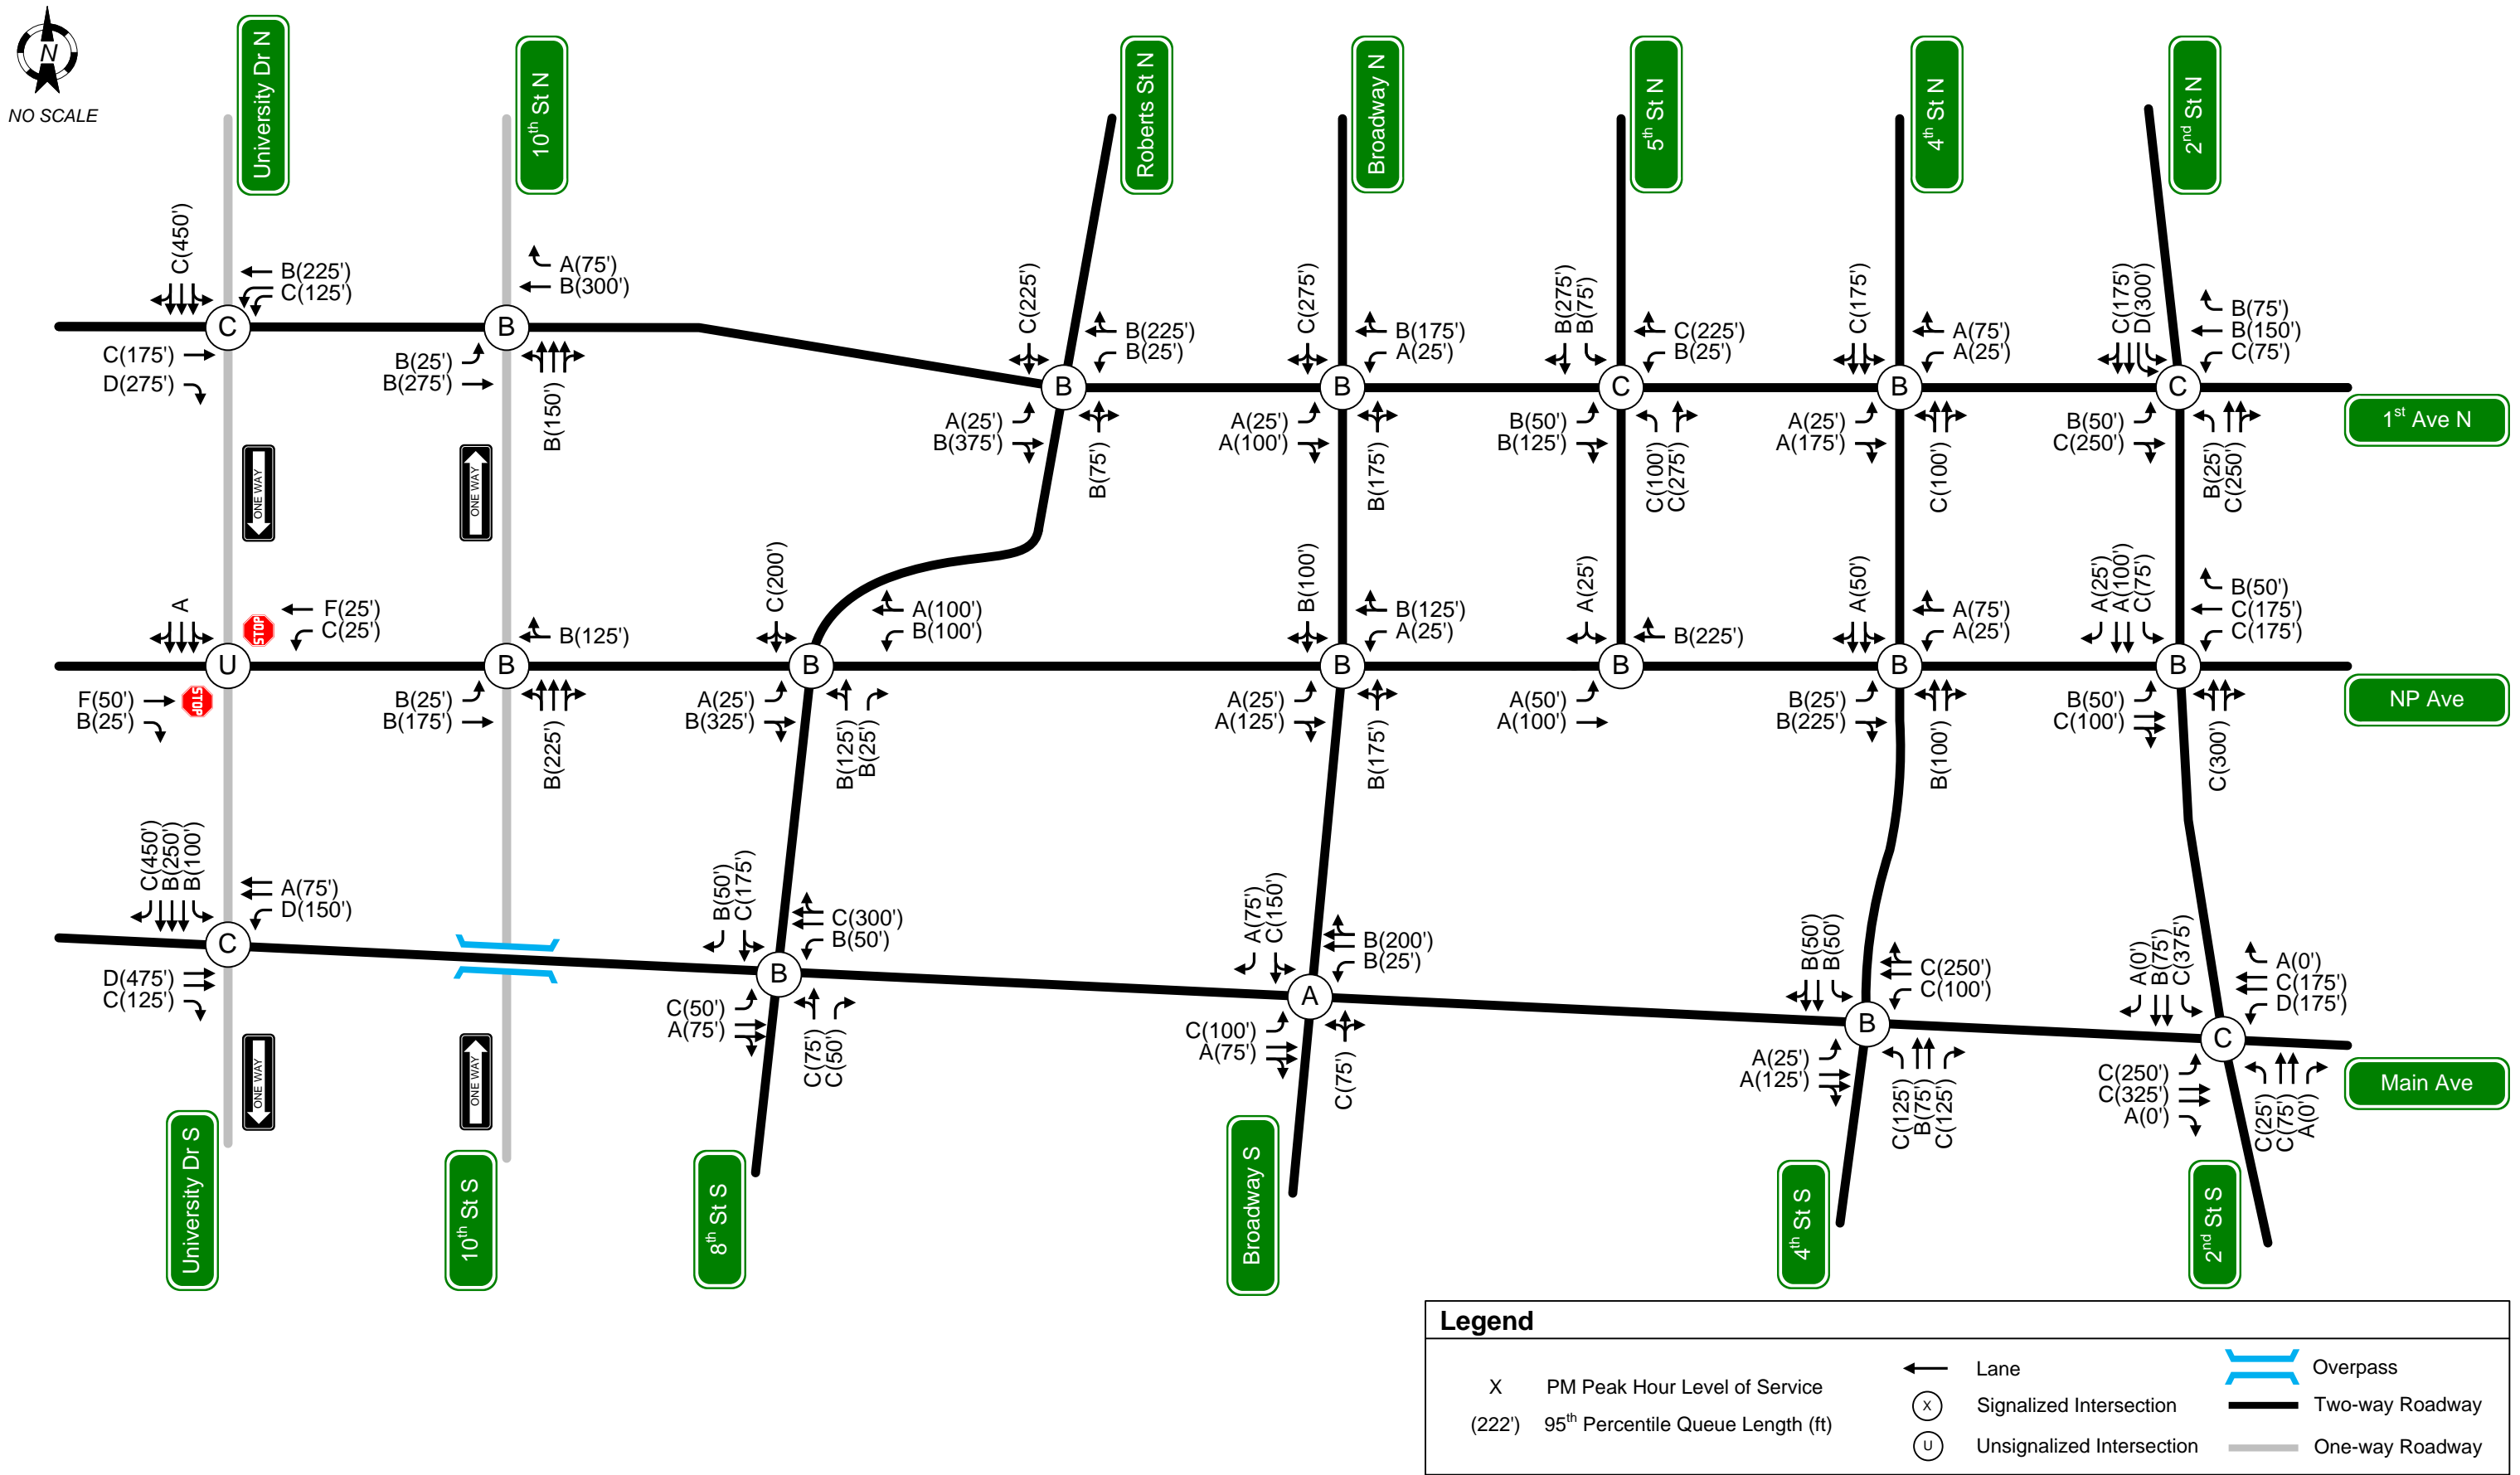 N
NO SCALE
University Dr N
10th St N
Roberts St N
Broadway N
5th St N
4th St N
2nd St N
C(450')
B(225')
C(125')
C
C(175')
D(275')
A(75')
B(300')
B
B(25')
B(275')
B(150')
C(225')
B(225')
B(25')
B
A(25')
B(375')
B(75')
C(275')
B(175')
A(25')
B
A(25')
A(100')
B(175')
B(275')
B(75')
C(225')
B(25')
C
B(50')
B(125')
C(100')
C(275')
C(175')
A(75')
A(25')
B
A(25')
A(175')
C(100')
C(175')
D(300')
B(75')
B(150')
C(75')
C
B(50')
C(250')
B(25')
C(250')
1st Ave N
ONE WAY
ONE WAY
A
STOP
F(25')
C(25')
U
F(50')
B(25')
STOP
B(125')
B
B(25')
B(175')
B(225')
C(200')
A(100')
B(100')
B
A(25')
B(325')
B(125')
B(25')
B(100')
B(125')
A(25')
B
A(25')
A(125')
B(175')
A(25')
B(225')
B
A(50')
A(100')
A(50')
A(75')
A(25')
B
B(25')
B(225')
B(100')
A(25')
A(100')
C(75')
B(50')
C(175')
C(175')
B
B(50')
C(100')
C(300')
NP Ave
C(450')
B(250')
B(100')
A(75')
D(150')
C
D(475')
C(125')
B(50')
C(175')
C(300')
B(50')
B
C(50')
A(75')
C(75')
C(50')
A(75')
C(150')
B(200')
B(25')
A
C(100')
A(75')
C(75')
B(50')
B(50')
C(250')
C(100')
B
A(25')
A(125')
C(125')
B(75')
C(125')
A(0')
B(75')
C(375')
A(0')
C(175')
D(175')
C
C(250')
C(325')
A(0')
C(25')
C(75')
A(0')
Main Ave
ONE WAY
ONE WAY
University Dr S
10th St S
8th St S
Broadway S
4th St S
2nd St S
Legend
X PM Peak Hour Level of Service
(222') 95th Percentile Queue Length (ft)
Lane
X Signalized Intersection
U Unsignalized Intersection
Overpass
Two-way Roadway
One-way Roadway